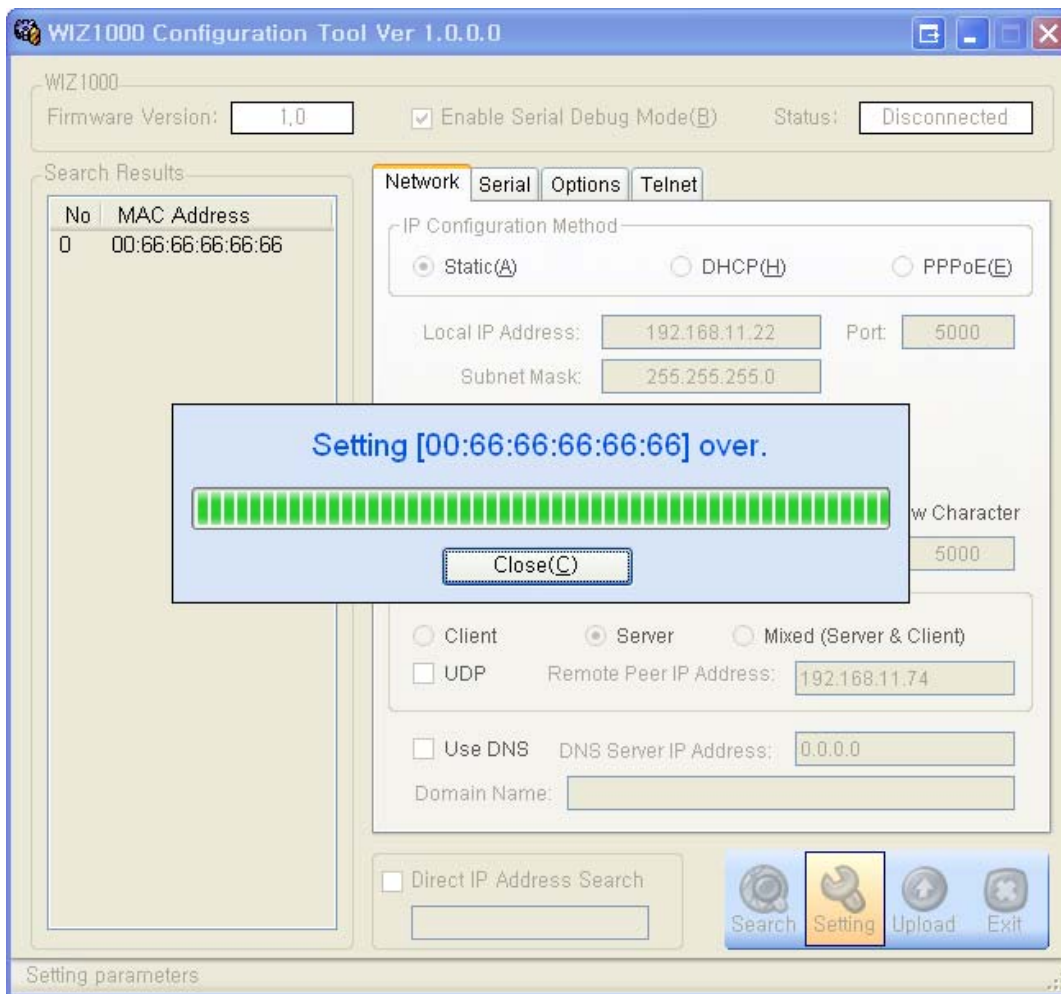 WIZ1000 Configuration Tool Ver 1.0.0.0
WIZ1000
Firmware Version: 1,0 Enable Serial Debug Mode(B) Status: Disconnected
Search Results
No MAC Address
0 00:66:66:66:66:66
Network Serial Options Telnet
IP Configuration Method
Static(A) DHCP(H) PPPoE(E)
Local IP Address: 192.168.11.22 Port: 5000
Subnet Mask: 255.255.255.0
Setting [00:66:66:66:66:66] over.
w Character
5000
Close(C)
Client Server Mixed (Server & Client)
UDP Remote Peer IP Address: 192.168.11.74
Use DNS DNS Server IP Address: 0.0.0.0
Domain Name:
Direct IP Address Search
Search Setting Upload Exit
Setting parameters